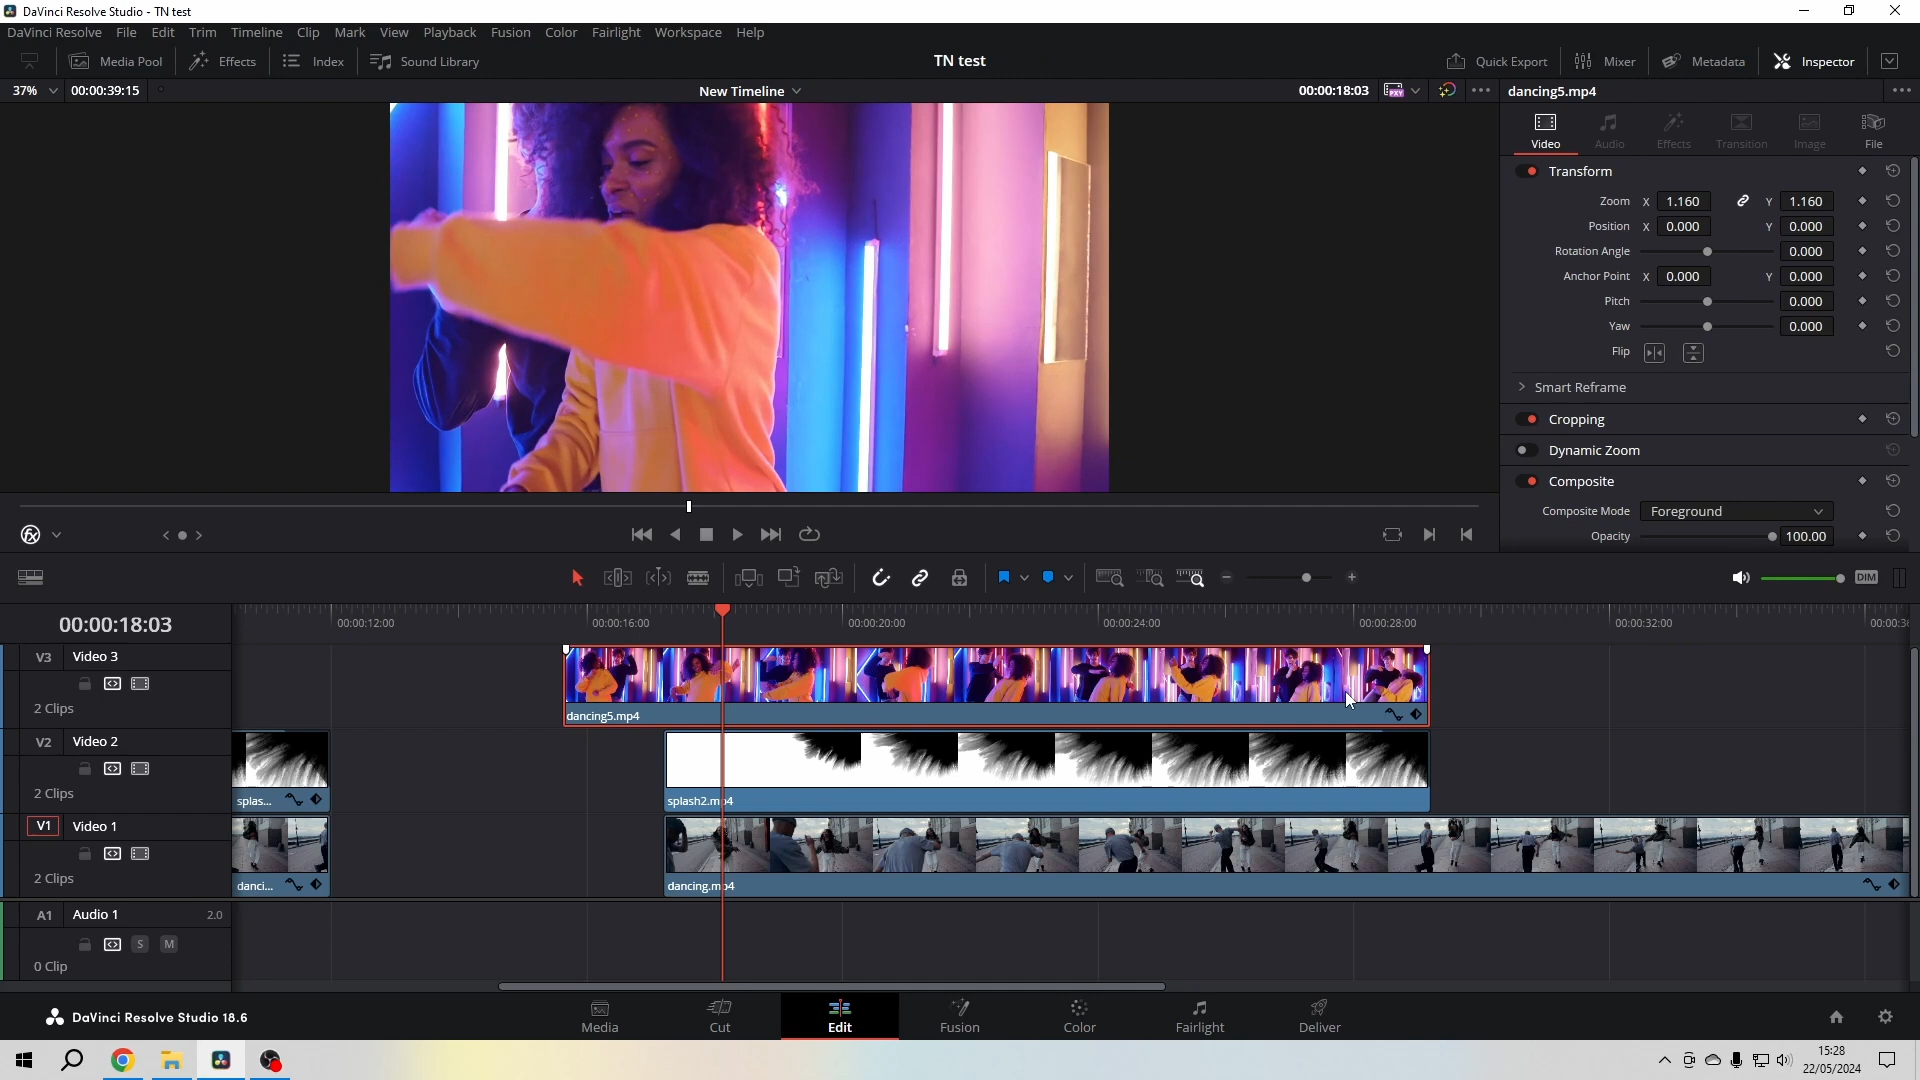 DaVinci Resolve Studio - TN test
DaVinci Resolve File Edit Trim Timeline Clip Mark View Playback Fusion Color Fairlight Workspace Help
Media Pool Effects Index Sound Library TN test Quick Export Mixer Metadata Inspector
37% 00:00:39:15 New Timeline 00:00:18:03 PXY dancing5.mp4
Video Audio Effects Transition Image File
Transform
Zoom X 1.160 Y 1.160
Position X 0.000 Y 0.000
Rotation Angle 0.000
Anchor Point X 0.000 Y 0.000
Pitch 0.000
Yaw 0.000
Flip
Smart Reframe
Cropping
Dynamic Zoom
Composite
Composite Mode Foreground
Opacity 100.00
DIM
00:00:18:03
00:00:12:00 00:00:16:00 00:00:20:00 00:00:24:00 00:00:28:00 00:00:32:00
V3 Video 3
2 Clips
dancing5.mp4
V2 Video 2
2 Clips
splas... splash2.mp4
V1 Video 1
2 Clips
danci... dancing.mp4
A1 Audio 1 2.0
S M
0 Clip
DaVinci Resolve Studio 18.6
Media Cut Edit Fusion Color Fairlight Deliver
15:28
22/05/2024